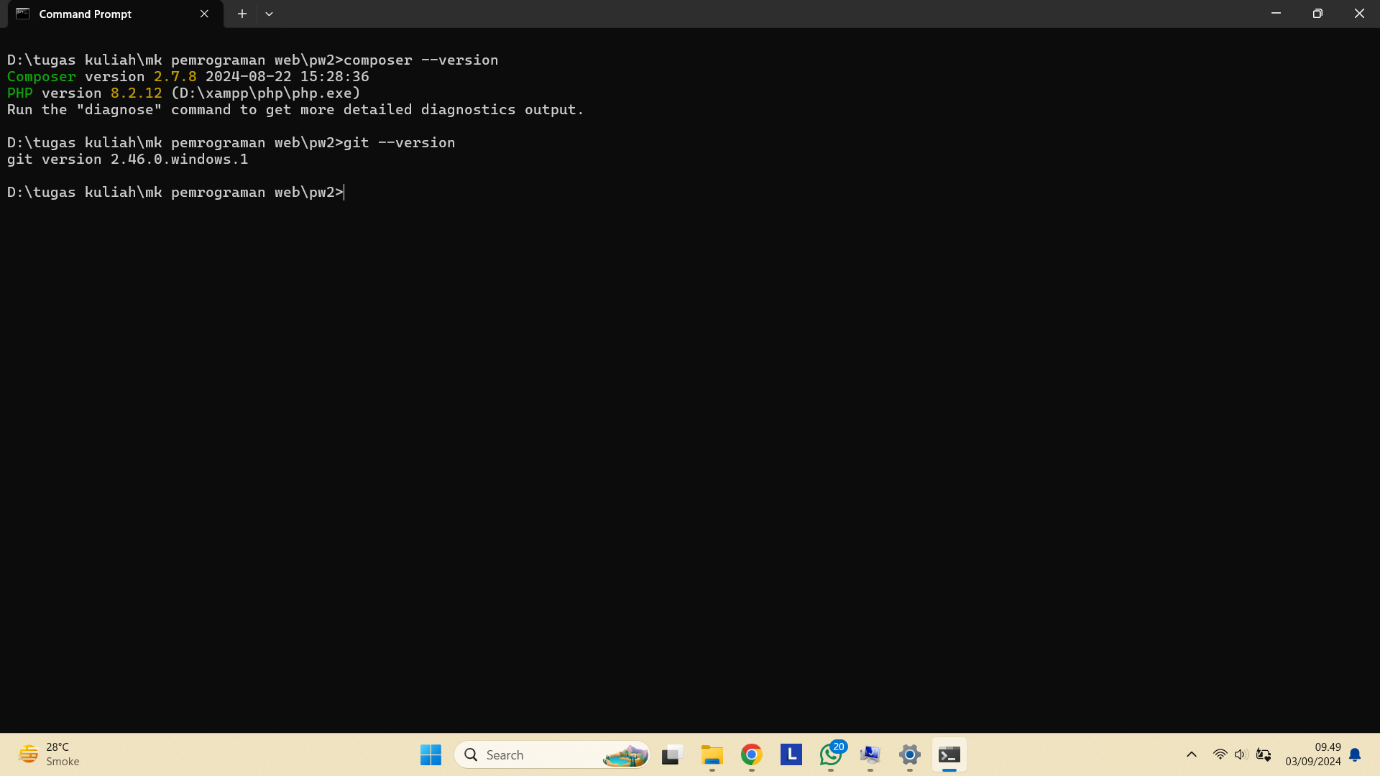 Command Prompt
D:\tugas kuliah\mk pemrograman web\pw2>composer --version
Composer version 2.7.8 2024-08-22 15:28:36
PHP version 8.2.12 (D:\xampp\php\php.exe)
Run the "diagnose" command to get more detailed diagnostics output.
D:\tugas kuliah\mk pemrograman web\pw2>git --version
git version 2.46.0.windows.1
D:\tugas kuliah\mk pemrograman web\pw2>
28°C
Smoke
Search
L
20
09.49
03/09/2024